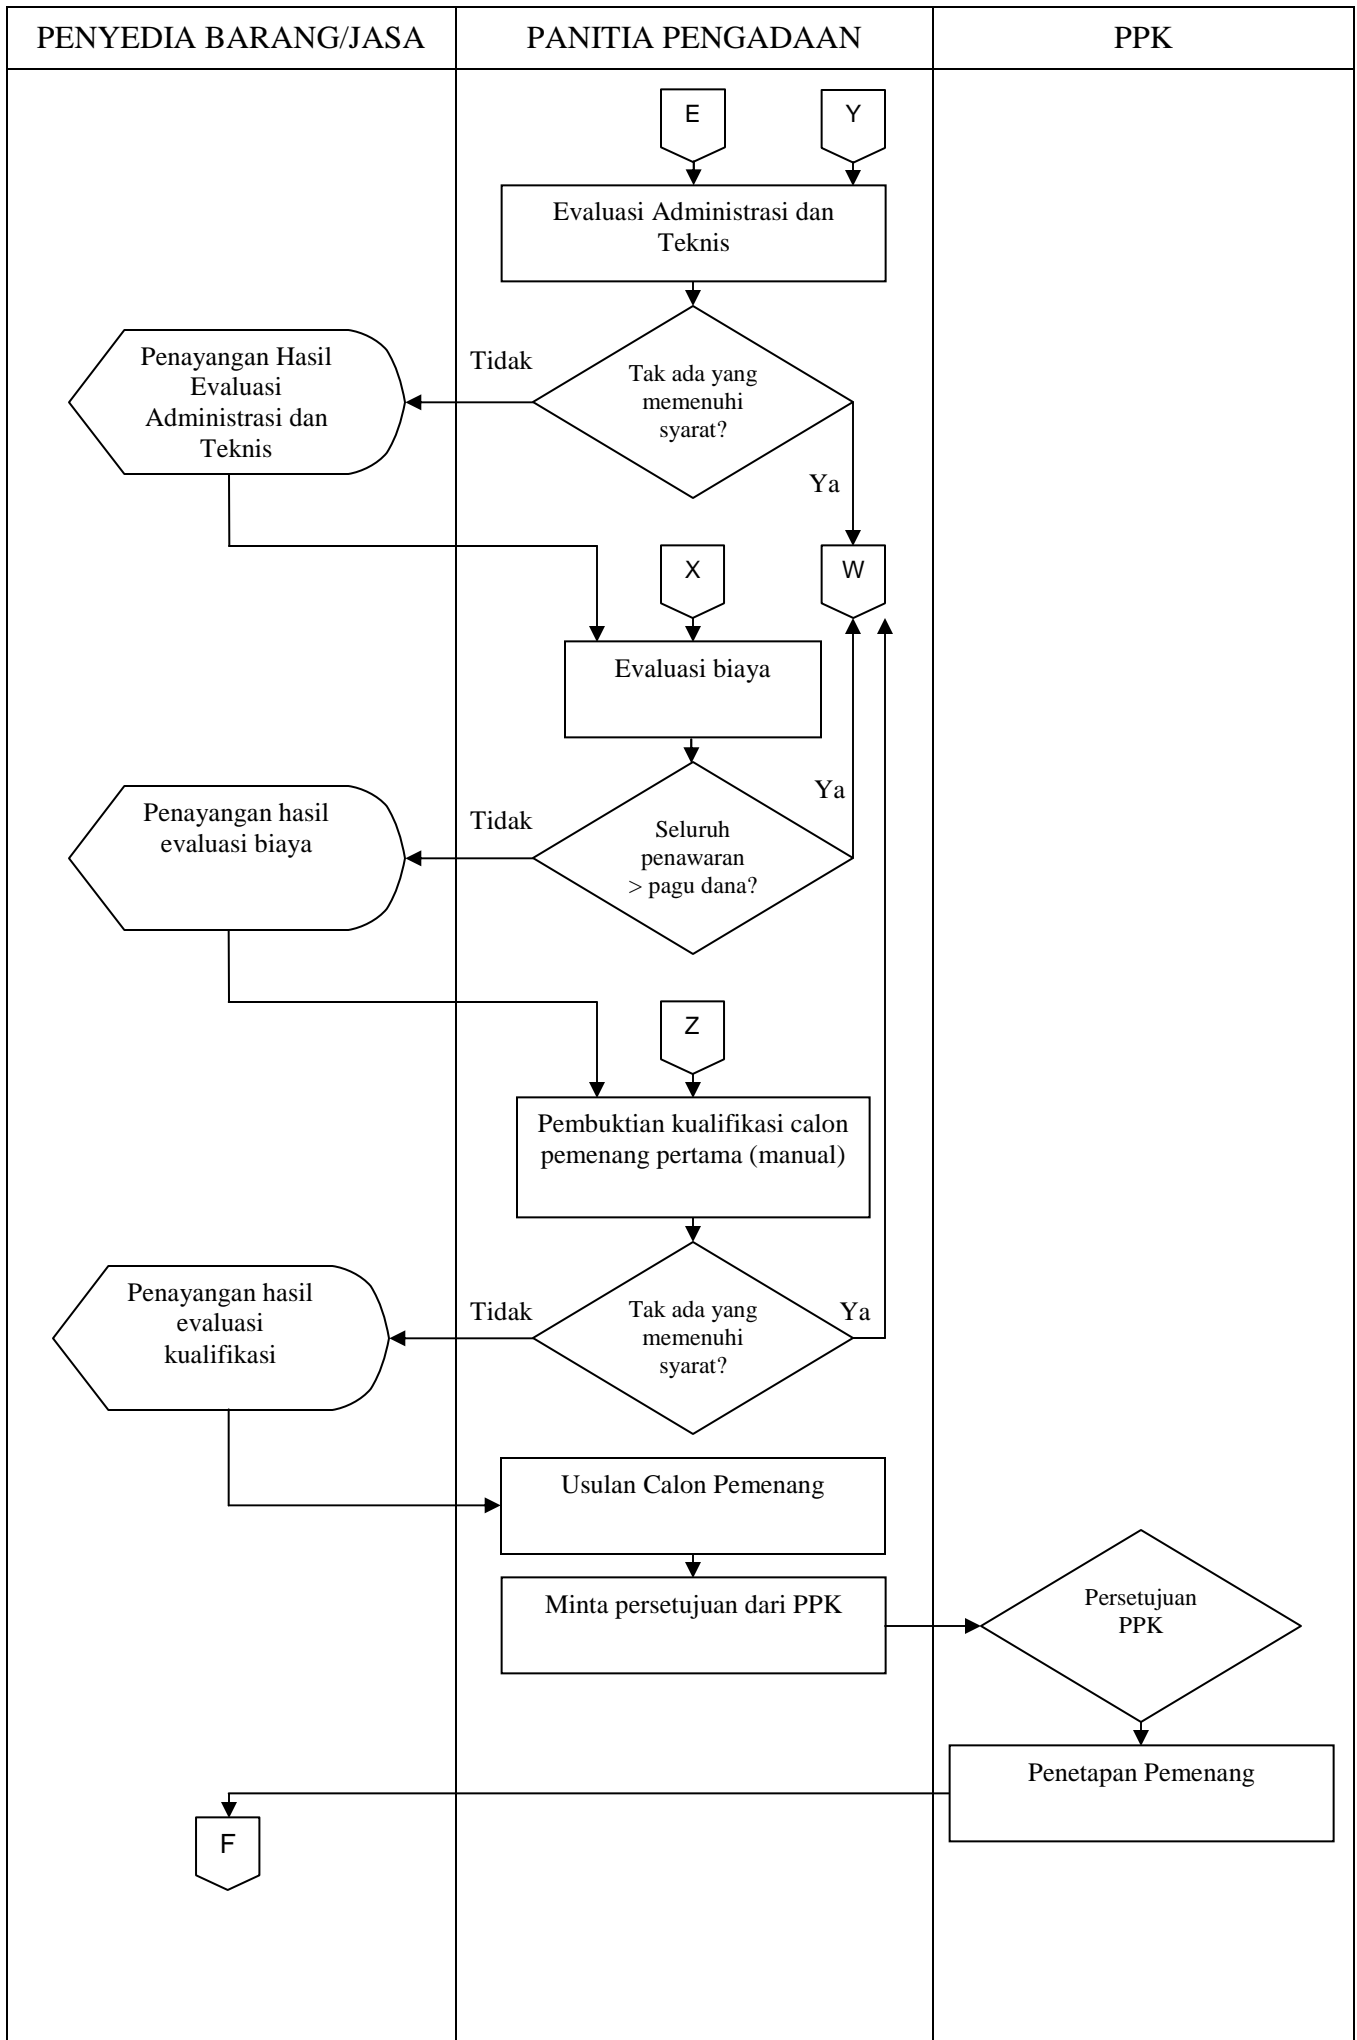 PENYEDIA BARANG/JASA
PANITIA PENGADAAN
PPK
E
Y
Evaluasi Administrasi dan
Teknis
Penayangan Hasil
Evaluasi
Administrasi dan
Teknis
Tidak
Tak ada yang
memenuhi
syarat?
Ya
X
W
Evaluasi biaya
Penayangan hasil
evaluasi biaya
Tidak
Seluruh
penawaran
> pagu dana?
Ya
Z
Pembuktian kualifikasi calon
pemenang pertama (manual)
Penayangan hasil
evaluasi
kualifikasi
Tidak
Tak ada yang
memenuhi
syarat?
Ya
Usulan Calon Pemenang
Minta persetujuan dari PPK
Persetujuan
PPK
Penetapan Pemenang
F